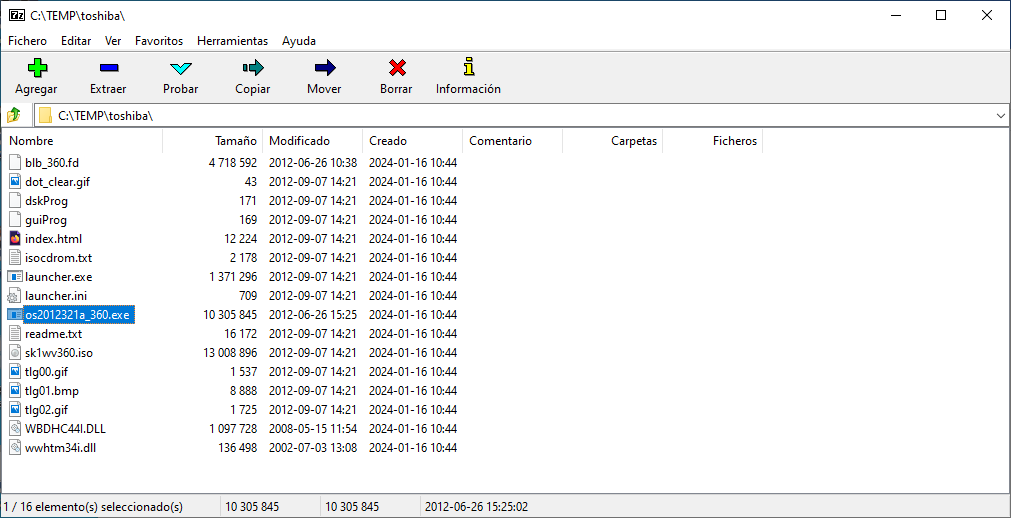 C:\TEMP\toshiba\
Fichero Editar Ver Favoritos Herramientas Ayuda
Agregar Extraer Probar Copiar Mover Borrar Información
C:\TEMP\toshiba\
Nombre Tamaño Modificado Creado Comentario Carpetas Ficheros
blb_360.fd 4 718 592 2012-06-26 10:38 2024-01-16 10:44
dot_clear.gif 43 2012-09-07 14:21 2024-01-16 10:44
dskProg 171 2012-09-07 14:21 2024-01-16 10:44
guiProg 169 2012-09-07 14:21 2024-01-16 10:44
index.html 12 224 2012-09-07 14:21 2024-01-16 10:44
isocdrom.txt 2 178 2012-09-07 14:21 2024-01-16 10:44
launcher.exe 1 371 296 2012-09-07 14:21 2024-01-16 10:44
launcher.ini 709 2012-09-07 14:21 2024-01-16 10:44
os2012321a_360.exe 10 305 845 2012-06-26 15:25 2024-01-16 10:44
readme.txt 16 172 2012-09-07 14:21 2024-01-16 10:44
sk1wv360.iso 13 008 896 2012-09-07 14:21 2024-01-16 10:44
tlg00.gif 1 537 2012-09-07 14:21 2024-01-16 10:44
tlg01.bmp 8 888 2012-09-07 14:21 2024-01-16 10:44
tlg02.gif 1 725 2012-09-07 14:21 2024-01-16 10:44
WBDHC44I.DLL 1 097 728 2008-05-15 11:54 2024-01-16 10:44
wwhtm34i.dll 136 498 2002-07-03 13:08 2024-01-16 10:44
1 / 16 elemento(s) seleccionado(s) 10 305 845 10 305 845 2012-06-26 15:25:02